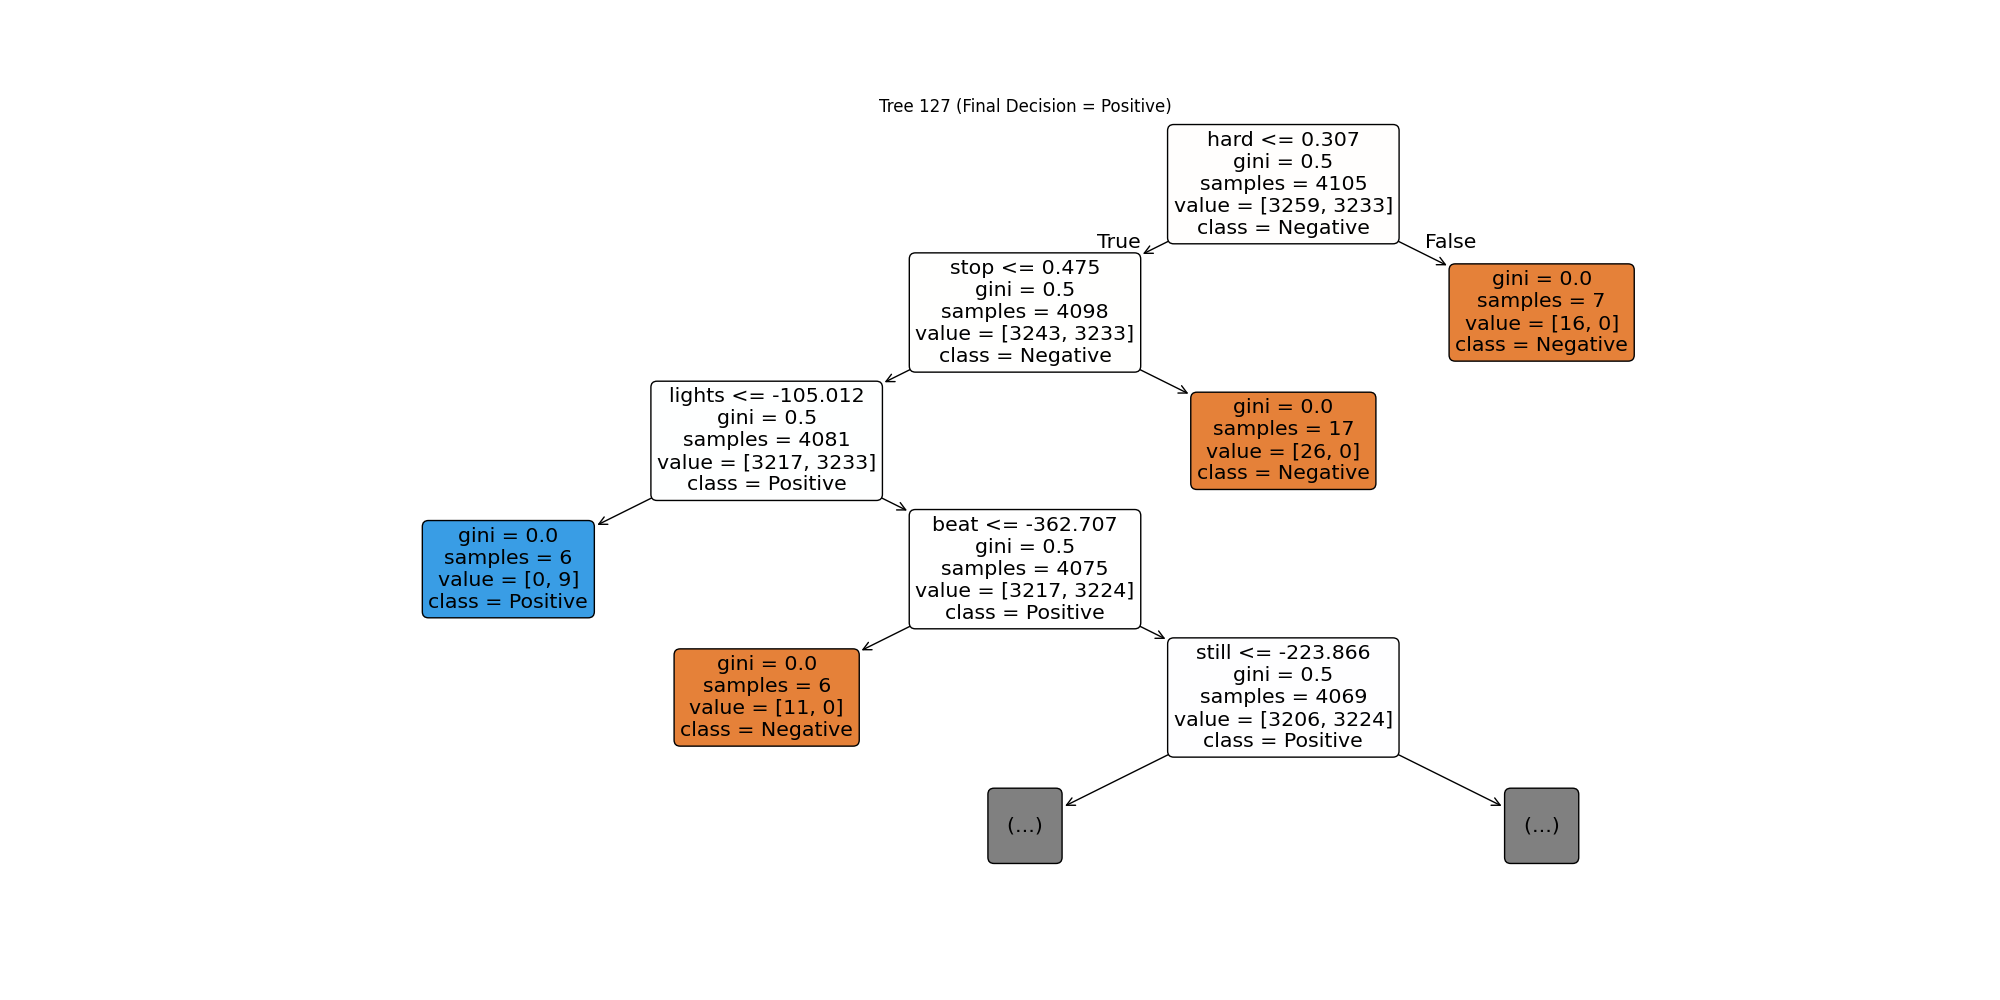 Tree 127 (Final Decision = Positive)
hard <= 0.307
gini = 0.5
samples = 4105
value = [3259, 3233]
class = Negative
True
False
stop <= 0.475
gini = 0.5
samples = 4098
value = [3243, 3233]
class = Negative
gini = 0.0
samples = 7
value = [16, 0]
class = Negative
lights <= -105.012
gini = 0.5
samples = 4081
value = [3217, 3233]
class = Positive
gini = 0.0
samples = 17
value = [26, 0]
class = Negative
gini = 0.0
samples = 6
value = [0, 9]
class = Positive
beat <= -362.707
gini = 0.5
samples = 4075
value = [3217, 3224]
class = Positive
gini = 0.0
samples = 6
value = [11, 0]
class = Negative
still <= -223.866
gini = 0.5
samples = 4069
value = [3206, 3224]
class = Positive
(...)
(...)